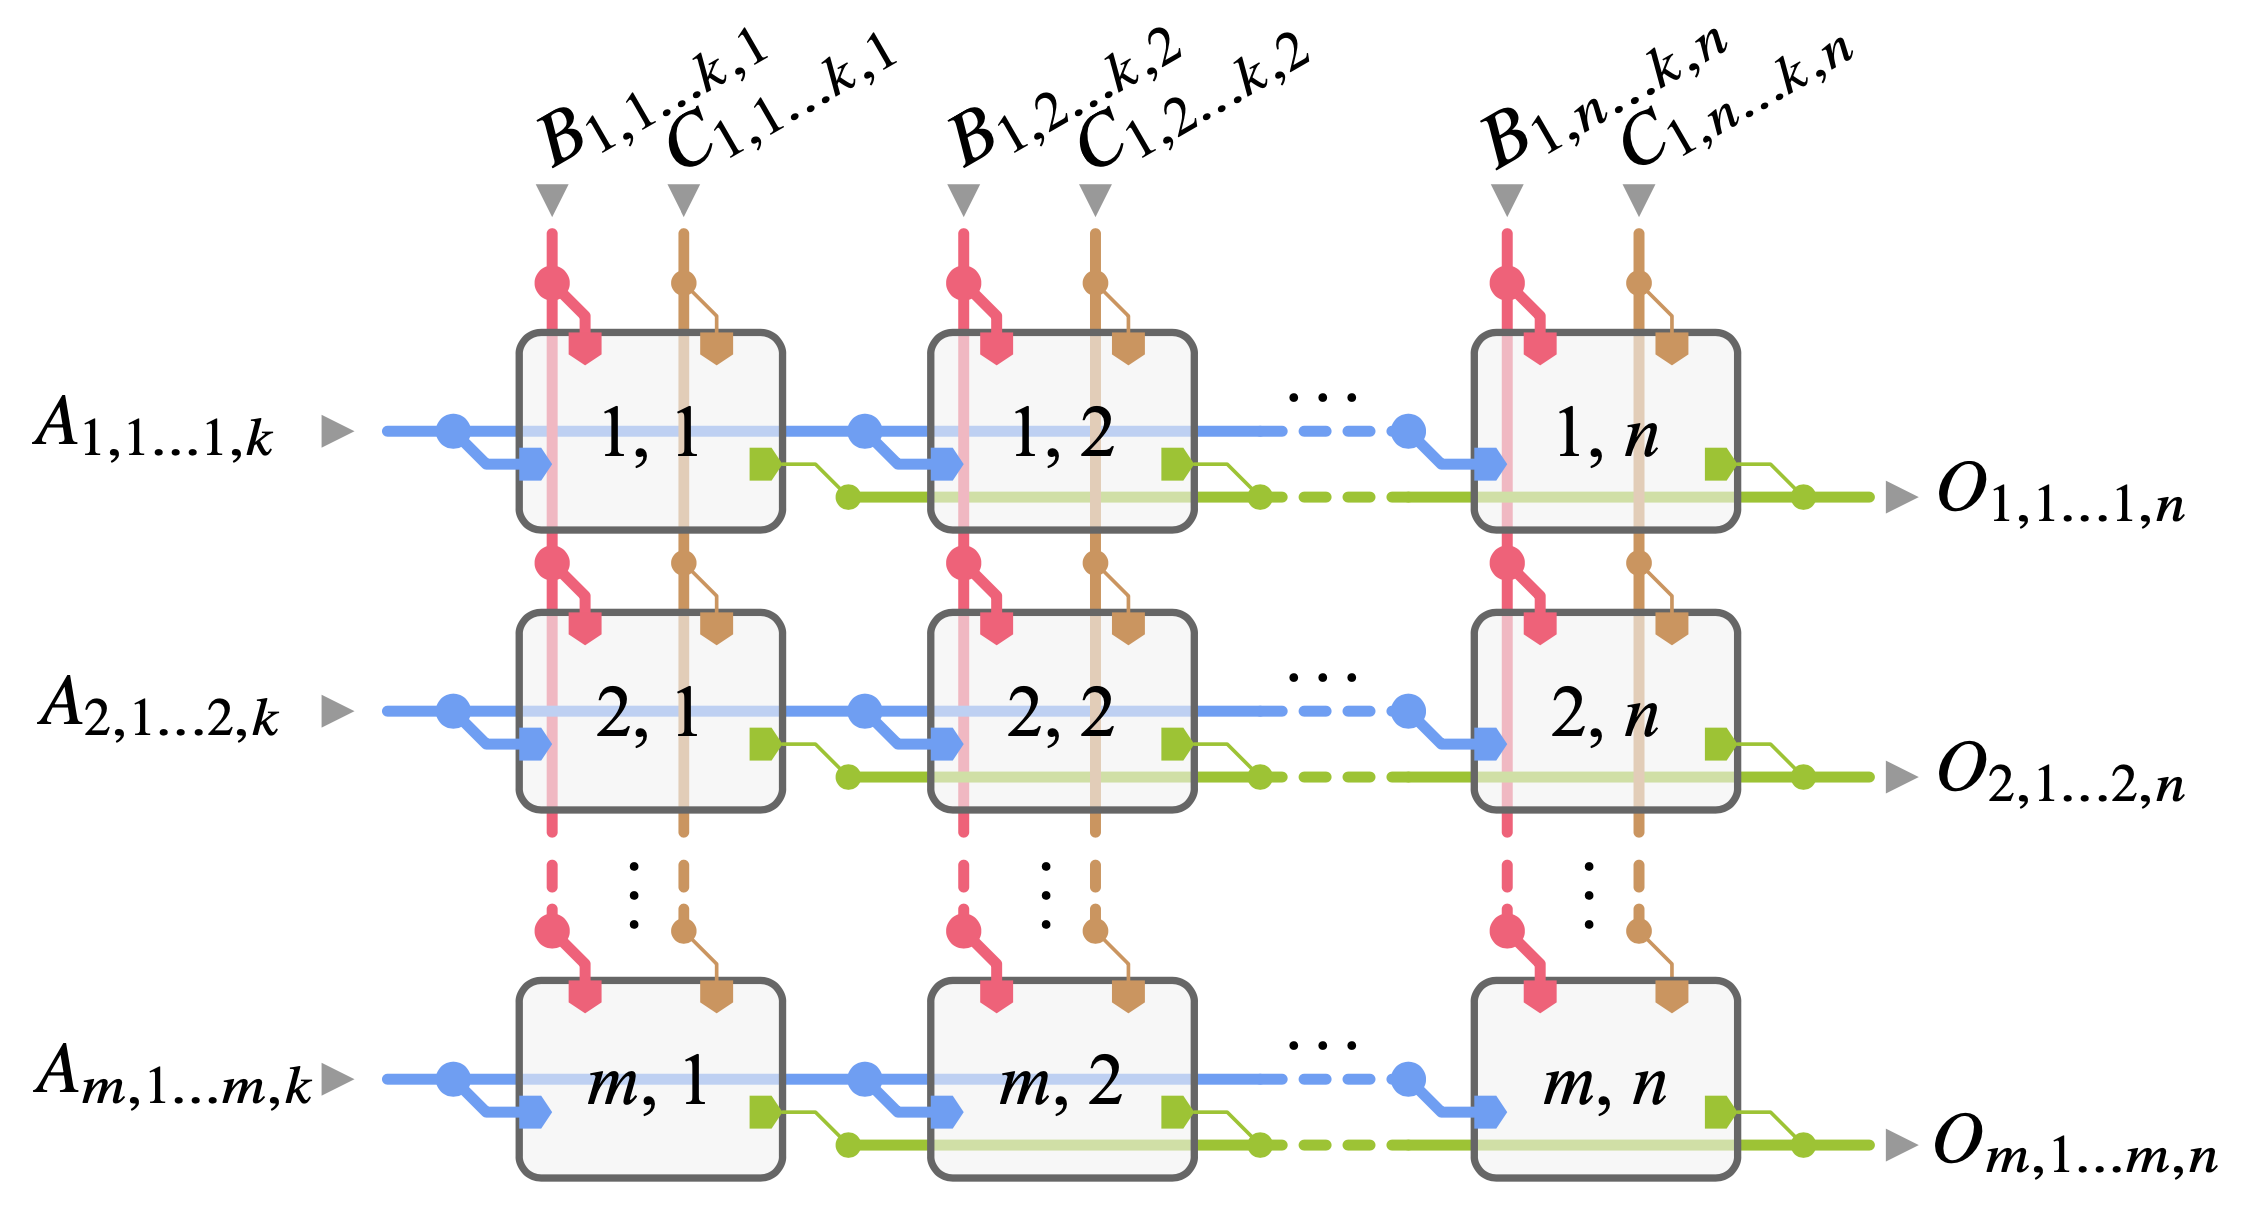 B1,1...k,1 C1,1...k,1 B1,2...k,2 C1,2...k,2 B1,n...k,n C1,n...k,n
A1,1...1,k 1, 1 1, 2 ... 1, n O1,1...1,n
A2,1...2,k 2, 1 2, 2 ... 2, n O2,1...2,n
⋮ ⋮ ⋮
Am,1...m,k m, 1 m, 2 ... m, n Om,1...m,n